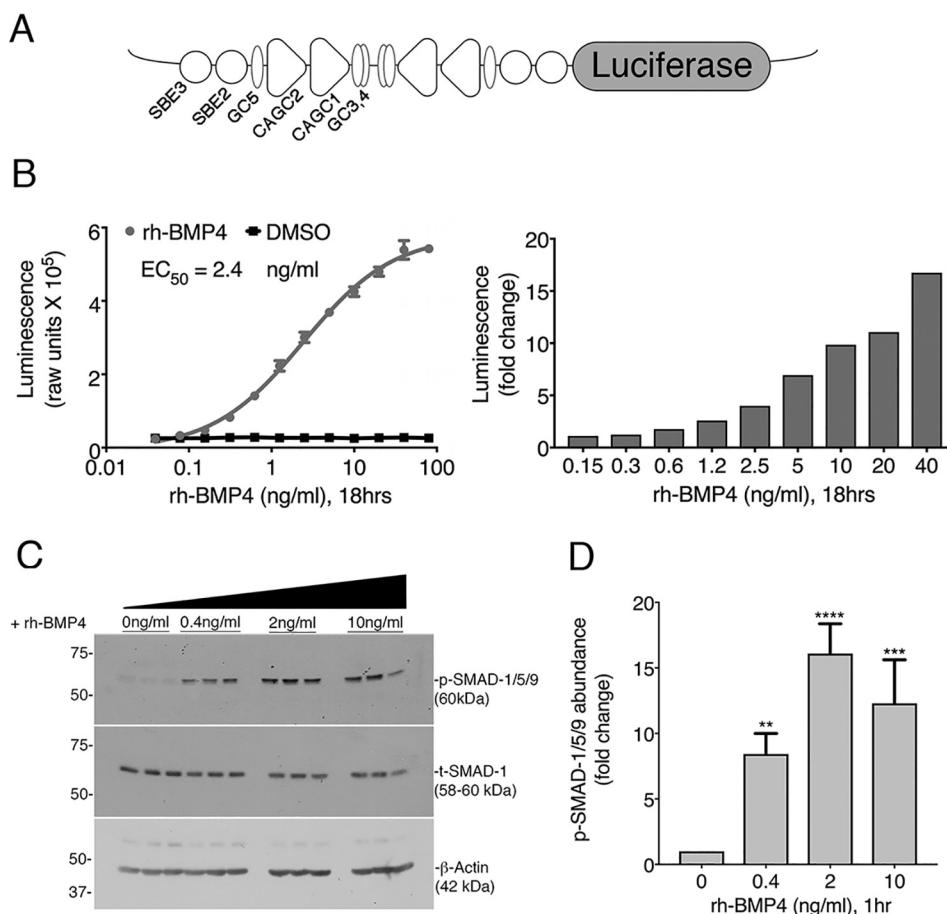 A
SBE3
SBE2
GC5
CAGC2
CAGC1
GC3,4
Luciferase
B
Luminescence
(raw units X 10⁵)
6
4
2
0
rh-BMP4
DMSO
EC₅₀ = 2.4 ng/ml
0.01 0.1 1 10 100
rh-BMP4 (ng/ml), 18hrs
Luminescence
(fold change)
20
15
10
5
0
0.15 0.3 0.6 1.2 2.5 5 10 20 40
rh-BMP4 (ng/ml), 18hrs
C
+ rh-BMP4 0ng/ml 0.4ng/ml 2ng/ml 10ng/ml
75-
50-
-p-SMAD-1/5/9
(60kDa)
75-
50-
-t-SMAD-1
(58-60 kDa)
50-
37-
-β-Actin
(42 kDa)
D
p-SMAD-1/5/9 abundance
(fold change)
20
15
10
5
0
**
****
***
0 0.4 2 10
rh-BMP4 (ng/ml), 1hr